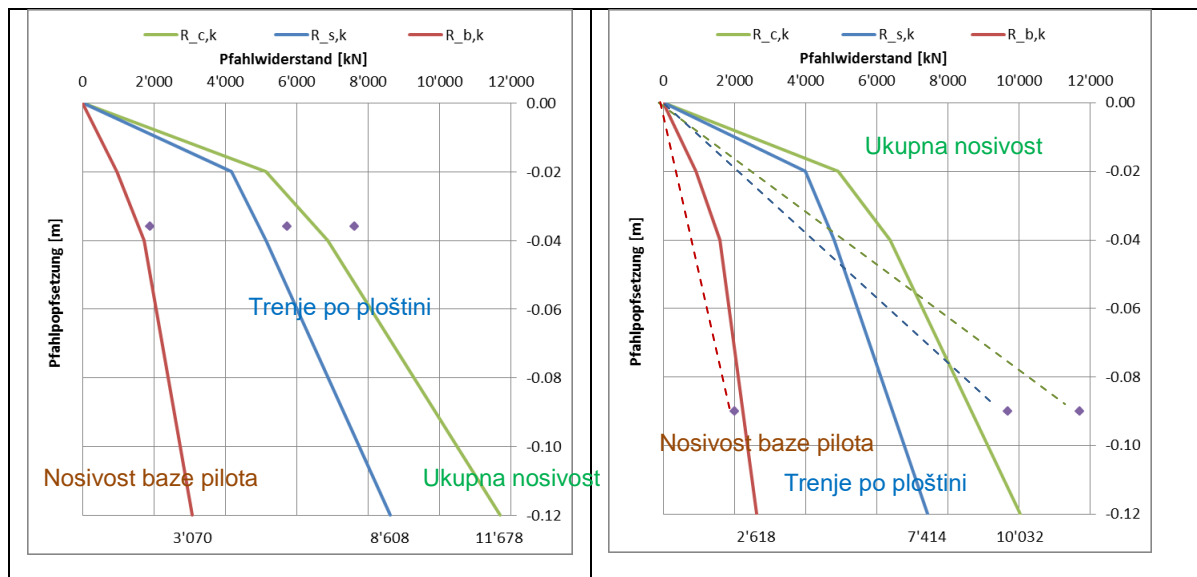 R_c,k R_s,k R_b,k
Pfahlwiderstand [kN]
0 2'000 4'000 6'000 8'000 10'000 12'000
0.00
-0.02
-0.04
-0.06
-0.08
-0.10
-0.12
Pfahlpopfsetzung [m]
Trenje po ploštini
Nosivost baze pilota
Ukupna nosivost
3'070 8'608 11'678
R_c,k R_s,k R_b,k
Pfahlwiderstand [kN]
0 2'000 4'000 6'000 8'000 10'000 12'000
0.00
-0.02
-0.04
-0.06
-0.08
-0.10
-0.12
Pfahlpopfsetzung [m]
Ukupna nosivost
Nosivost baze pilota
Trenje po ploštini
2'618 7'414 10'032